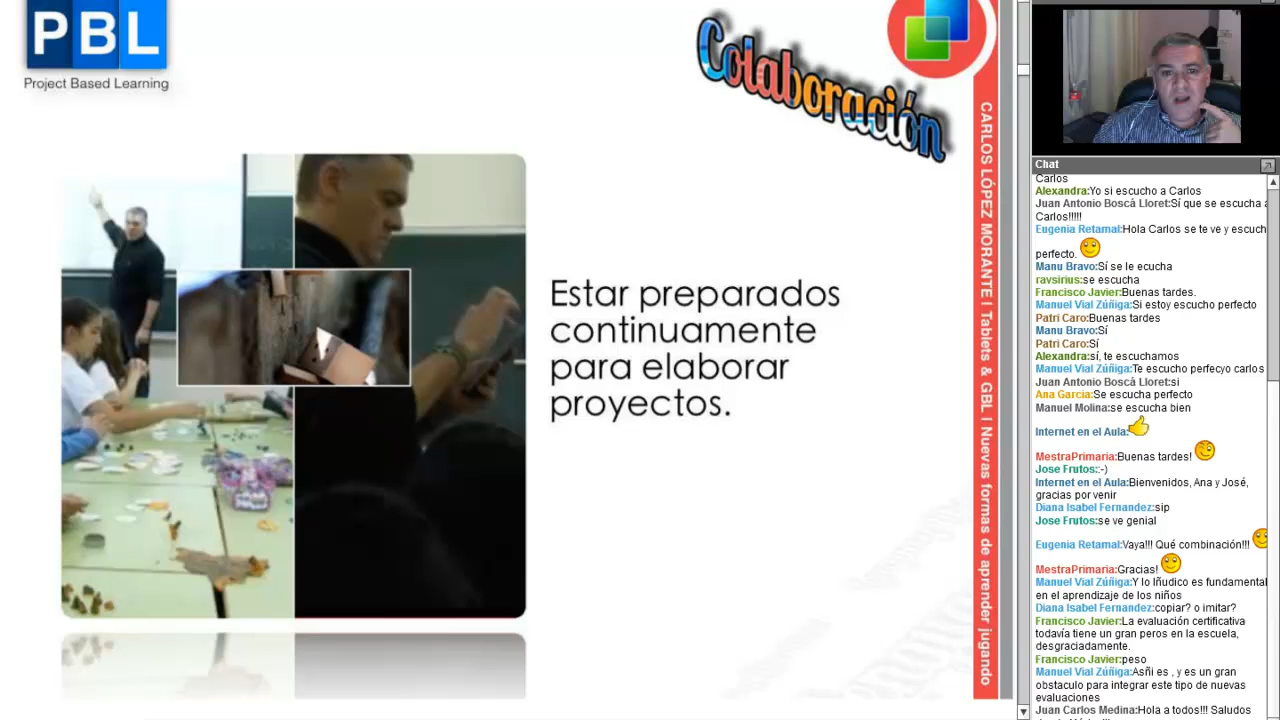 PBL
Project Based Learning
Colaboración
Estar preparados
continuamente
para elaborar
proyectos.
CARLOS LÓPEZ MORANTE | Tablets & GBL | Nuevas formas de aprender jugando
Chat
Carlos
Alexandra:Yo si escucho a Carlos
Juan Antonio Boscá Lloret:Sí que se escucha a
Carlos!!!!!
Eugenia Retamal:Hola Carlos se te ve y escuch
perfecto.
Manu Bravo:Sí se le ecucha
ravsirius:se escucha
Francisco Javier:Buenas tardes.
Manuel Vial Zúñiga:Si estoy escucho perfecto
Patri Caro:Buenas tardes
Manu Bravo:Sí
Patri Caro:Sí
Alexandra:sí, te escuchamos
Manuel Vial Zúñiga:Te escucho perfecyo carlos
Juan Antonio Boscá Lloret:si
Ana Garcia:Se escucha perfecto
Manuel Molina:se escucha bien
Internet en el Aula:
MestraPrimaria:Buenas tardes!
Jose Frutos::-)
Internet en el Aula:Bienvenidos, Ana y José,
gracias por venir
Diana Isabel Fernandez:sip
Jose Frutos:se ve genial
Eugenia Retamal:Vaya!!! Qué combinación!!!
MestraPrimaria:Gracias!
Manuel Vial Zúñiga:Y lo lñudico es fundamental
en el aprendizaje de los niños
Diana Isabel Fernandez:copiar? o imitar?
Francisco Javier:La evaluación certificativa
todavía tiene un gran peros en la escuela,
desgraciadamente.
Francisco Javier:peso
Manuel Vial Zúñiga:Asñi es , y es un gran
obstaculo para integrar este tipo de nuevas
evaluaciones
Juan Carlos Medina:Hola a todos!!! Saludos